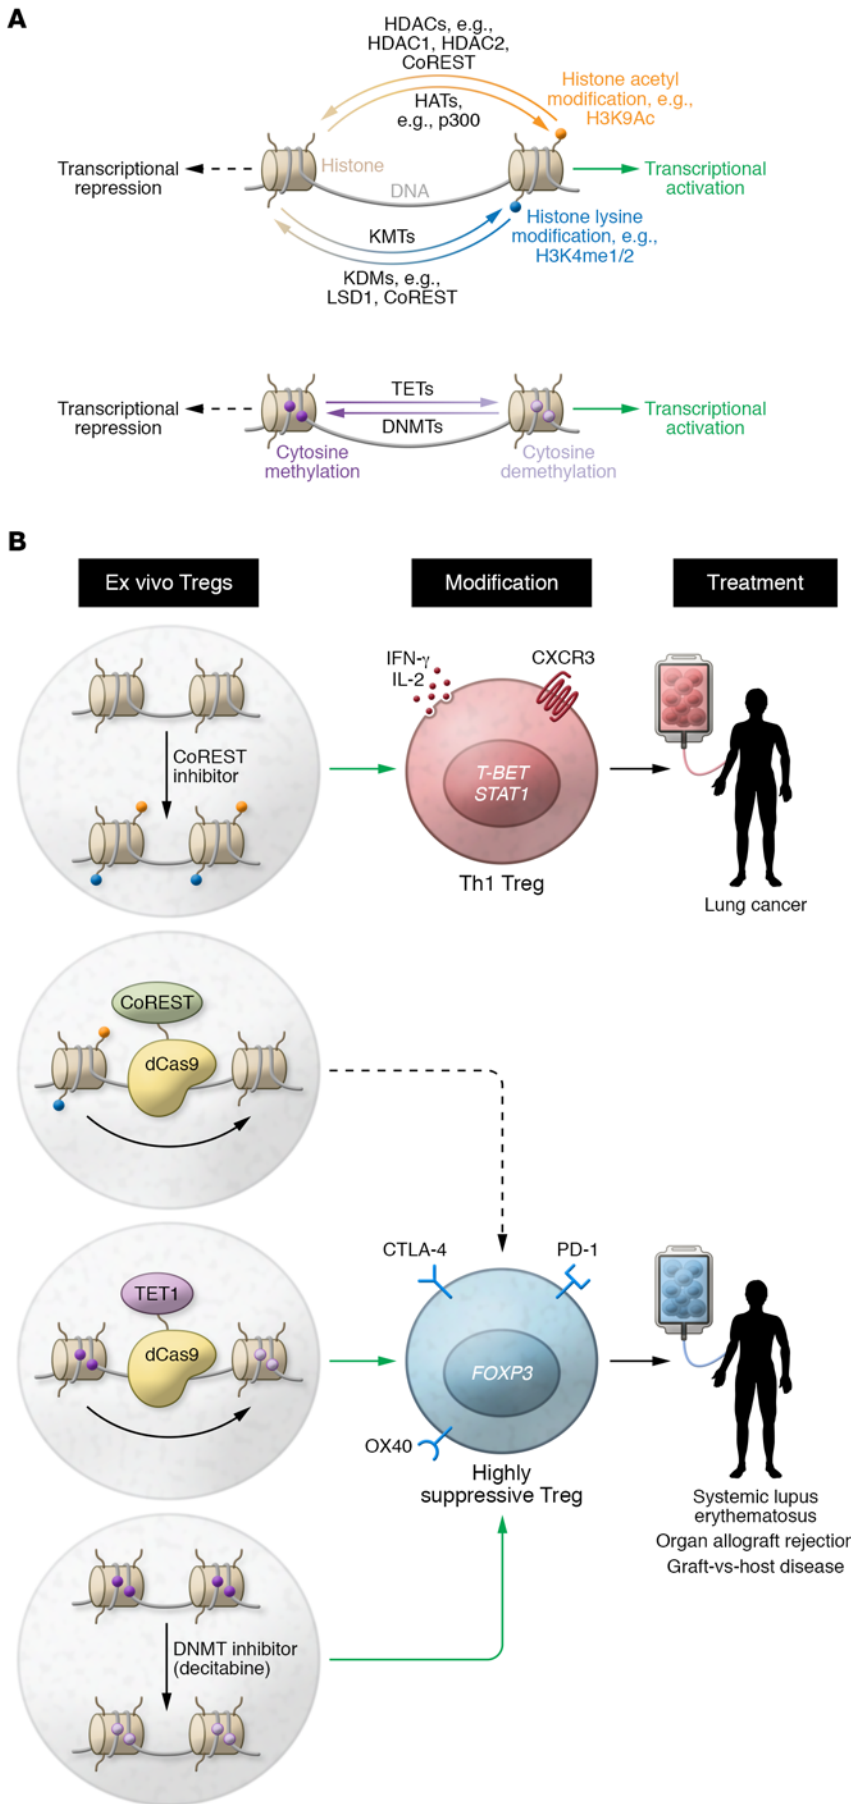 A
HDACs, e.g.,
HDAC1, HDAC2,
CoREST
HATs,
e.g., p300
Histone acetyl
modification, e.g.,
H3K9Ac
Transcriptional
repression
Histone
DNA
Transcriptional
activation
KMTs
Histone lysine
modification, e.g.,
H3K4me1/2
KDMs, e.g.,
LSD1, CoREST
Transcriptional
repression
TETs
DNMTs
Transcriptional
activation
Cytosine
methylation
Cytosine
demethylation
B
Ex vivo Tregs
Modification
Treatment
CoREST
inhibitor
IFN-γ
IL-2
CXCR3
T-BET
STAT1
Th1 Treg
Lung cancer
CoREST
dCas9
TET1
dCas9
CTLA-4
PD-1
FOXP3
OX40
Highly
suppressive Treg
Systemic lupus
erythematosus
Organ allograft rejection
Graft-vs-host disease
DNMT inhibitor
(decitabine)